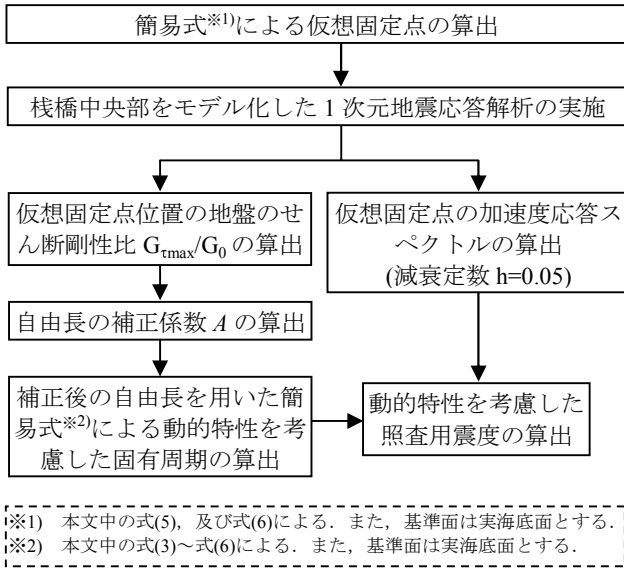 簡易式※1)による仮想固定点の算出
桟橋中央部をモデル化した 1 次元地震応答解析の実施
仮想固定点位置の地盤のせ
ん断剛性比 Gτmax/G0 の算出
仮想固定点の加速度応答ス
ペクトルの算出
(減衰定数 h=0.05)
自由長の補正係数 A の算出
補正後の自由長を用いた簡
易式※2)による動的特性を考
慮した固有周期の算出
動的特性を考慮した
照査用震度の算出
※1) 本文中の式(5)，及び式(6)による．また，基準面は実海底面とする．
※2) 本文中の式(3)～式(6)による．また，基準面は実海底面とする．